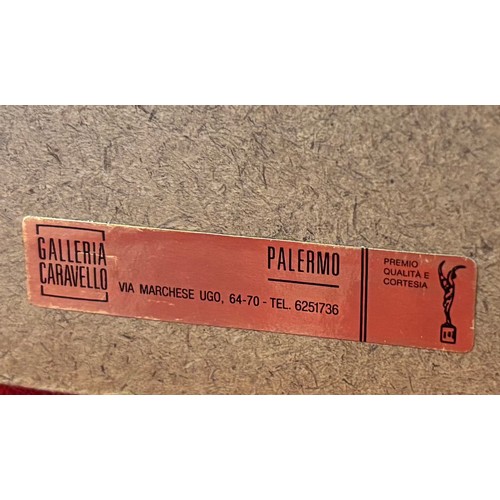 GALLERIA
CARAVELLO
PALERMO
VIA MARCHESE UGO, 64-70 - TEL. 6251736
PREMIO
QUALITÀ E
CORTESIA